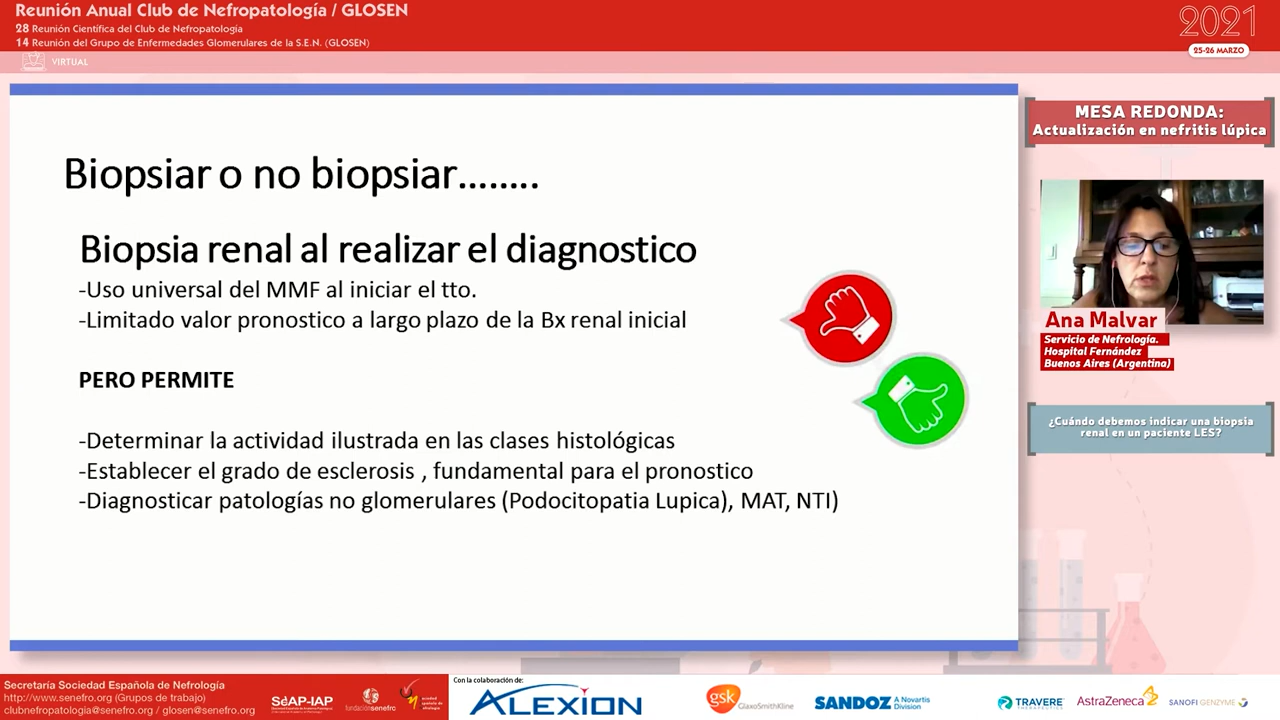 Reunión Anual Club de Nefropatología / GLOSEN
28 Reunión Científica del Club de Nefropatología
14 Reunión del Grupo de Enfermedades Glomerulares de la S.E.N. (GLOSEN)
2021
25-26 MARZO
VIRTUAL
MESA REDONDA:
Actualización en nefritis lúpica
Biopsiar o no biopsiar........
Biopsia renal al realizar el diagnostico
-Uso universal del MMF al iniciar el tto.
-Limitado valor pronostico a largo plazo de la Bx renal inicial
PERO PERMITE
-Determinar la actividad ilustrada en las clases histológicas
-Establecer el grado de esclerosis , fundamental para el pronostico
-Diagnosticar patologías no glomerulares (Podocitopatia Lupica), MAT, NTI)
Ana Malvar
Servicio de Nefrología.
Hospital Fernández
Buenos Aires (Argentina)
¿Cuándo debemos indicar una biopsia
renal en un paciente LES?
Secretaría Sociedad Española de Nefrología
http://www.senefro.org (Grupos de trabajo)
clubnefropatologia@senefro.org / glosen@senefro.org
SEAP-IAP
fundación senefro
Con la colaboración de:
ALEXION
gsk
GlaxoSmithKline
SANDOZ A Novartis
Division
TRAVERE
THERAPEUTICS
AstraZeneca
SANOFI GENZYME